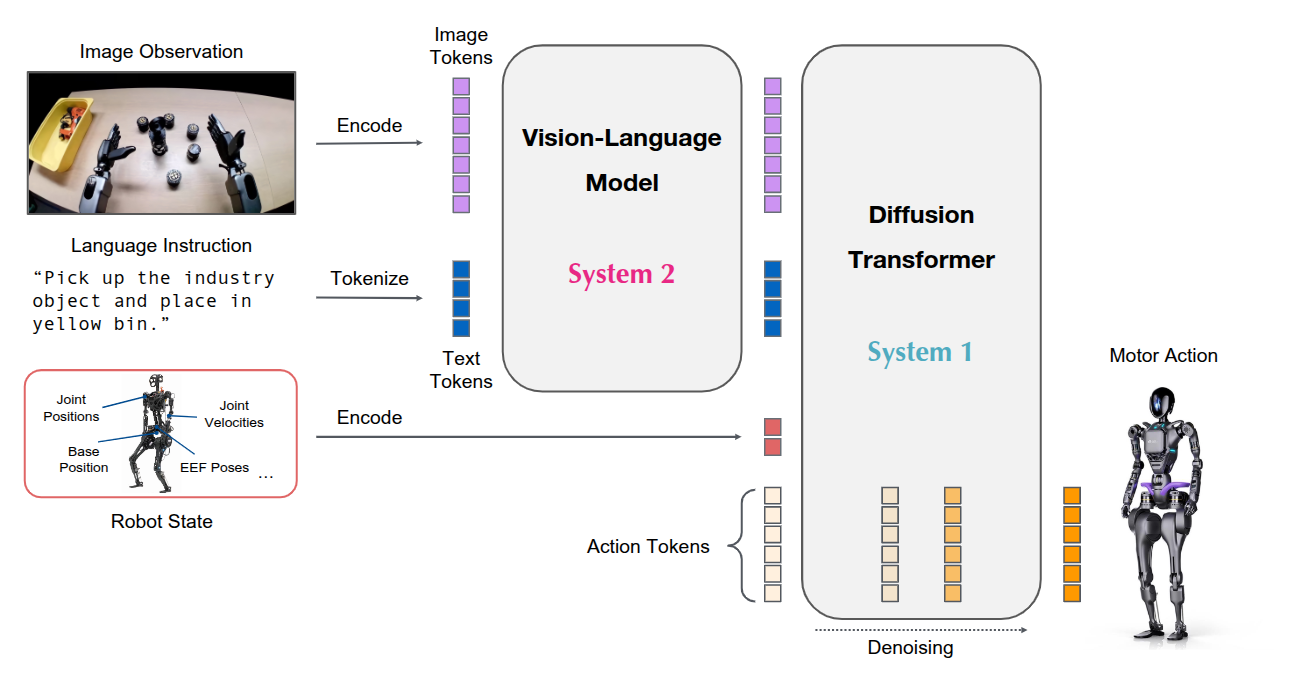 Image Observation
Encode
Image
Tokens
Vision-Language
Model
System 2
Language Instruction
“Pick up the industry
object and place in
yellow bin.”
Tokenize
Text
Tokens
Diffusion
Transformer
System 1
Joint
Positions
Joint
Velocities
Base
Position
EEF Poses
...
Robot State
Encode
Action Tokens
Denoising
Motor Action